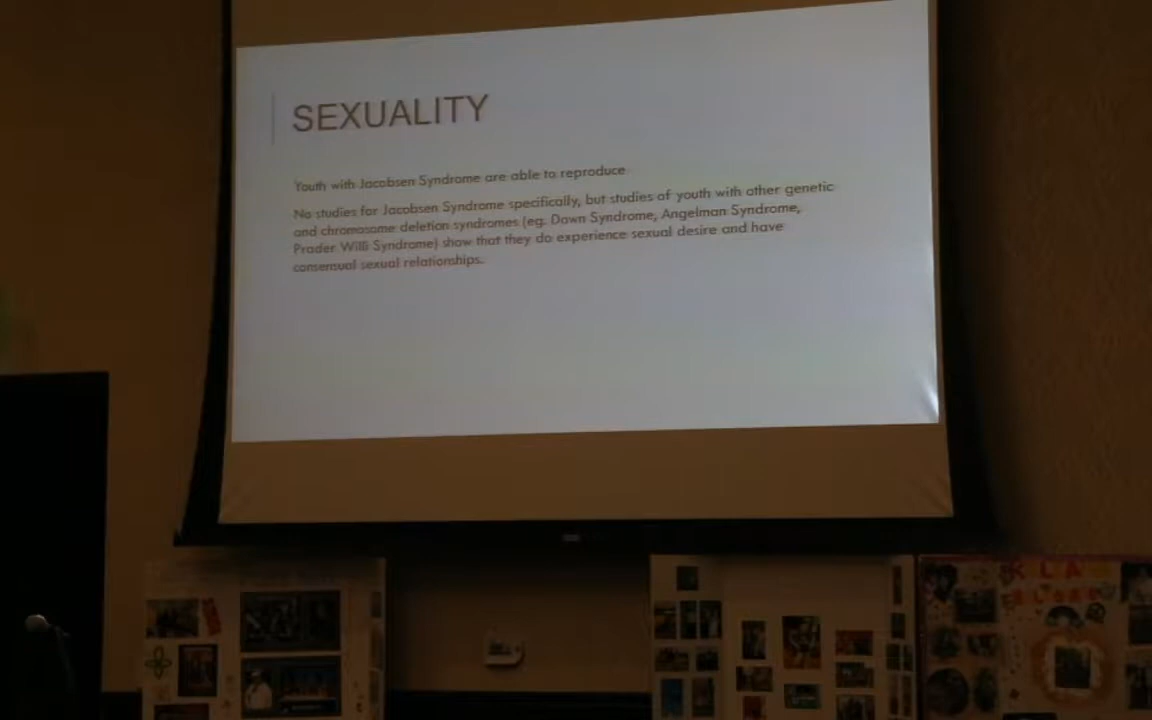 SEXUALITY
Youth with Jacobsen Syndrome are able to reproduce
No studies for Jacobsen Syndrome specifically, but studies of youth with other genetic
and chromosome deletion syndromes (eg. Down Syndrome, Angelman Syndrome,
Prader Willi Syndrome) show that they do experience sexual desire and have
consensual sexual relationships.